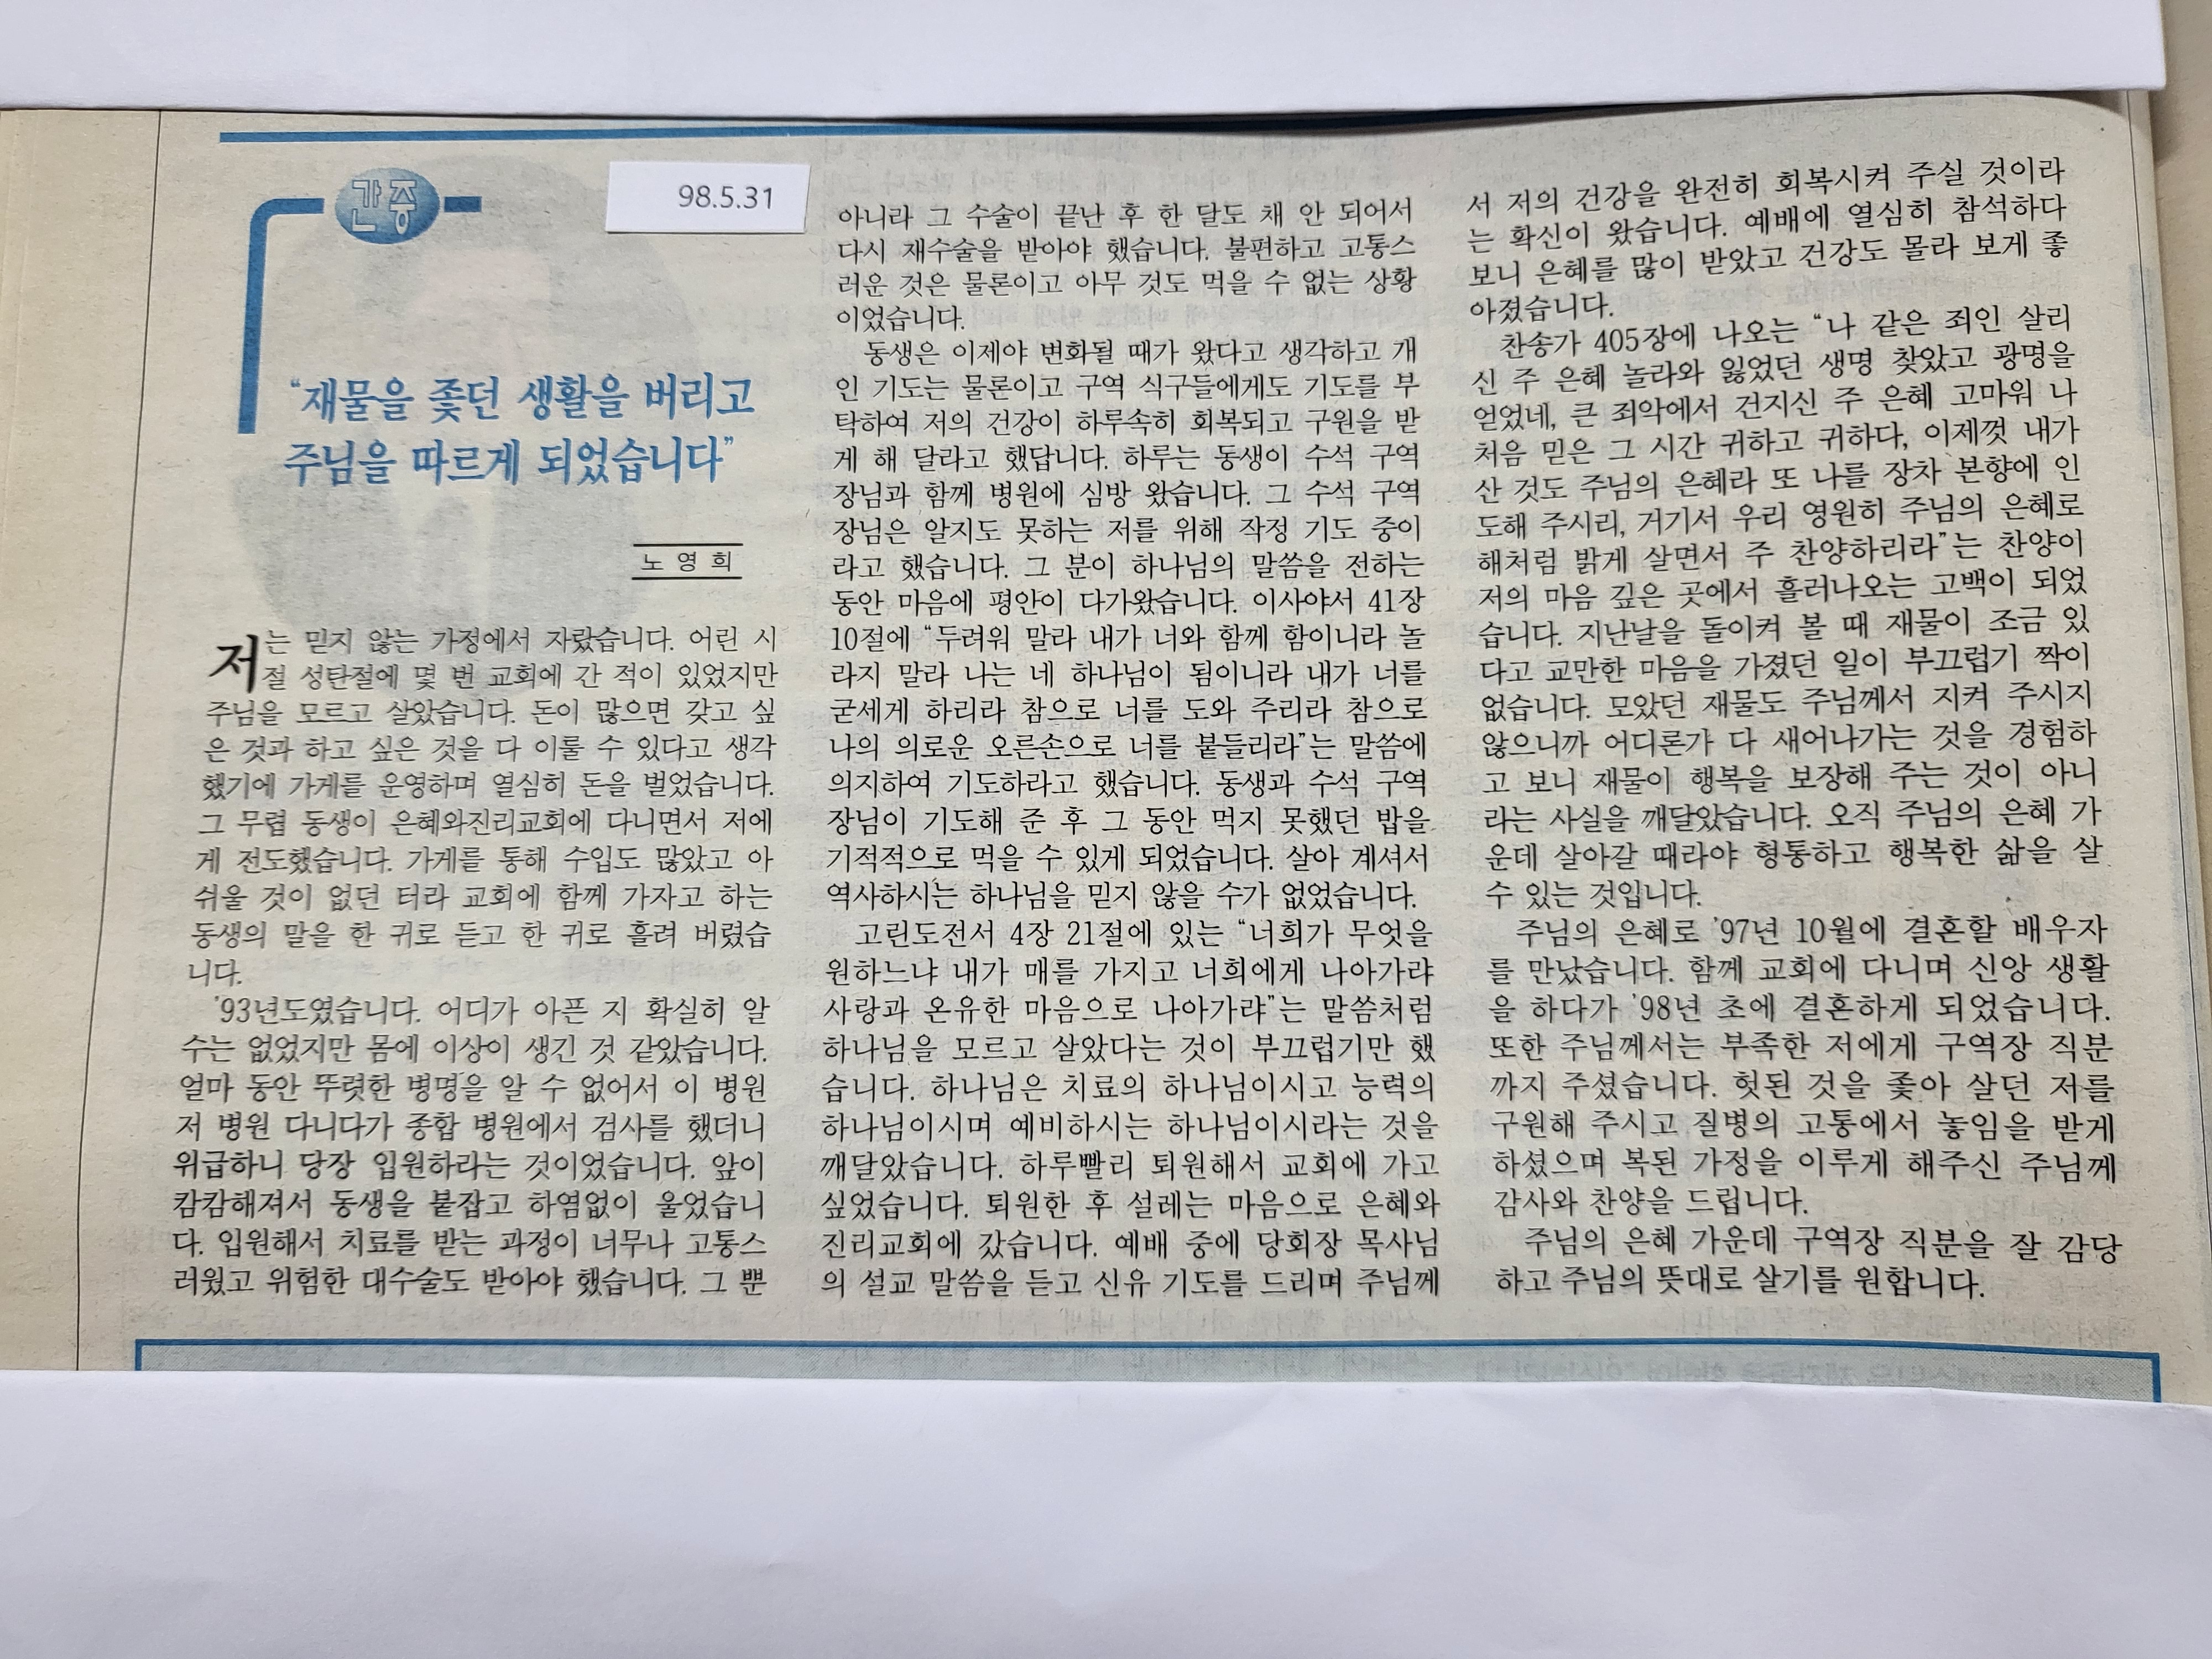 간증
98.5.31
“재물을 좇던 생활을 버리고
주님을 따르게 되었습니다”
노 영 희
저는 믿지 않는 가정에서 자랐습니다. 어린 시
절 성탄절에 몇 번 교회에 간 적이 있었지만
주님을 모르고 살았습니다. 돈이 많으면 갖고 싶
은 것과 하고 싶은 것을 다 이룰 수 있다고 생각
했기에 가게를 운영하며 열심히 돈을 벌었습니다.
그 무렵 동생이 은혜와진리교회에 다니면서 저에
게 전도했습니다. 가게를 통해 수입도 많았고 아
쉬울 것이 없던 터라 교회에 함께 가자고 하는
동생의 말을 한 귀로 듣고 한 귀로 흘려 버렸습
니다.
’93년도였습니다. 어디가 아픈 지 확실히 알
수는 없었지만 몸에 이상이 생긴 것 같았습니다.
얼마 동안 뚜렷한 병명을 알 수 없어서 이 병원
저 병원 다니다가 종합 병원에서 검사를 했더니
위급하니 당장 입원하라는 것이었습니다. 앞이
캄캄해져서 동생을 붙잡고 하염없이 울었습니
다. 입원해서 치료를 받는 과정이 너무나 고통스
러웠고 위험한 대수술도 받아야 했습니다. 그 뿐
아니라 그 수술이 끝난 후 한 달도 채 안 되어서
다시 재수술을 받아야 했습니다. 불편하고 고통스
러운 것은 물론이고 아무 것도 먹을 수 없는 상황
이었습니다.
동생은 이제야 변화될 때가 왔다고 생각하고 개
인 기도는 물론이고 구역 식구들에게도 기도를 부
탁하여 저의 건강이 하루속히 회복되고 구원을 받
게 해 달라고 했답니다. 하루는 동생이 수석 구역
장님과 함께 병원에 심방 왔습니다. 그 수석 구역
장님은 알지도 못하는 저를 위해 작정 기도 중이
라고 했습니다. 그 분이 하나님의 말씀을 전하는
동안 마음에 평안이 다가왔습니다. 이사야서 41장
10절에 “두려워 말라 내가 너와 함께 함이니라 놀
라지 말라 나는 네 하나님이 됨이니라 내가 너를
굳세게 하리라 참으로 너를 도와 주리라 참으로
나의 의로운 오른손으로 너를 붙들리라”는 말씀에
의지하여 기도하라고 했습니다. 동생과 수석 구역
장님이 기도해 준 후 그 동안 먹지 못했던 밥을
기적적으로 먹을 수 있게 되었습니다. 살아 계셔서
역사하시는 하나님을 믿지 않을 수가 없었습니다.
고린도전서 4장 21절에 있는 “너희가 무엇을
원하느냐 내가 매를 가지고 너희에게 나아가랴
사랑과 온유한 마음으로 나아가랴”는 말씀처럼
하나님을 모르고 살았다는 것이 부끄럽기만 했
습니다. 하나님은 치료의 하나님이시고 능력의
하나님이시며 예비하시는 하나님이시라는 것을
깨달았습니다. 하루빨리 퇴원해서 교회에 가고
싶었습니다. 퇴원한 후 설레는 마음으로 은혜와
진리교회에 갔습니다. 예배 중에 당회장 목사님
의 설교 말씀을 듣고 신유 기도를 드리며 주님께
서 저의 건강을 완전히 회복시켜 주실 것이라
는 확신이 왔습니다. 예배에 열심히 참석하다
보니 은혜를 많이 받았고 건강도 몰라 보게 좋
아졌습니다.
찬송가 405장에 나오는 “나 같은 죄인 살리
신 주 은혜 놀라와 잃었던 생명 찾았고 광명을
얻었네, 큰 죄악에서 건지신 주 은혜 고마워 나
처음 믿은 그 시간 귀하고 귀하다, 이제껏 내가
산 것도 주님의 은혜라 또 나를 장차 본향에 인
도해 주시리, 거기서 우리 영원히 주님의 은혜로
해처럼 밝게 살면서 주 찬양하리라”는 찬양이
저의 마음 깊은 곳에서 흘러나오는 고백이 되었
습니다. 지난날을 돌이켜 볼 때 재물이 조금 있
다고 교만한 마음을 가졌던 일이 부끄럽기 짝이
없습니다. 모았던 재물도 주님께서 지켜 주시지
않으니까 어디론가 다 새어나가는 것을 경험하
고 보니 재물이 행복을 보장해 주는 것이 아니
라는 사실을 깨달았습니다. 오직 주님의 은혜 가
운데 살아갈 때라야 형통하고 행복한 삶을 살
수 있는 것입니다.
주님의 은혜로 ’97년 10월에 결혼할 배우자
를 만났습니다. 함께 교회에 다니며 신앙 생활
을 하다가 ’98년 초에 결혼하게 되었습니다.
또한 주님께서는 부족한 저에게 구역장 직분
까지 주셨습니다. 헛된 것을 좇아 살던 저를
구원해 주시고 질병의 고통에서 놓임을 받게
하셨으며 복된 가정을 이루게 해주신 주님께
감사와 찬양을 드립니다.
주님의 은혜 가운데 구역장 직분을 잘 감당
하고 주님의 뜻대로 살기를 원합니다.